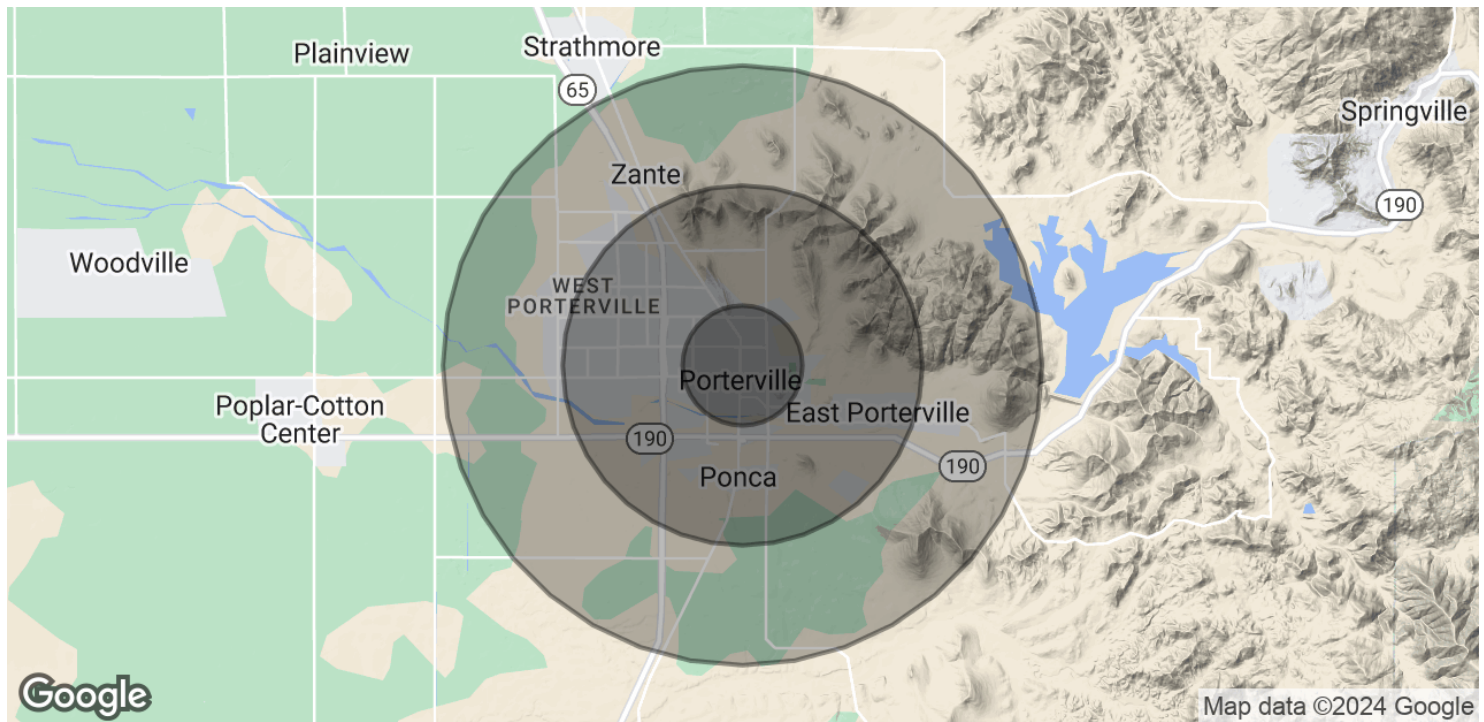 Plainview
Strathmore
65
Springville
Zante
190
Woodville
WEST
PORTERVILLE
Porterville
Poplar-Cotton
Center
East Porterville
190
190
Ponca
Google
Map data ©2024 Google